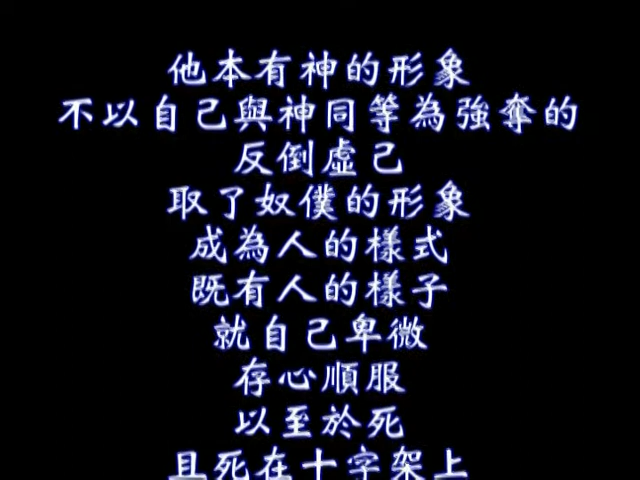 他本有神的形象
不以自己與神同等為強奪的
反倒虛己
取了奴僕的形象
成為人的樣式
既有人的樣子
就自己卑微
存心順服
以至於死
且死在十字架上